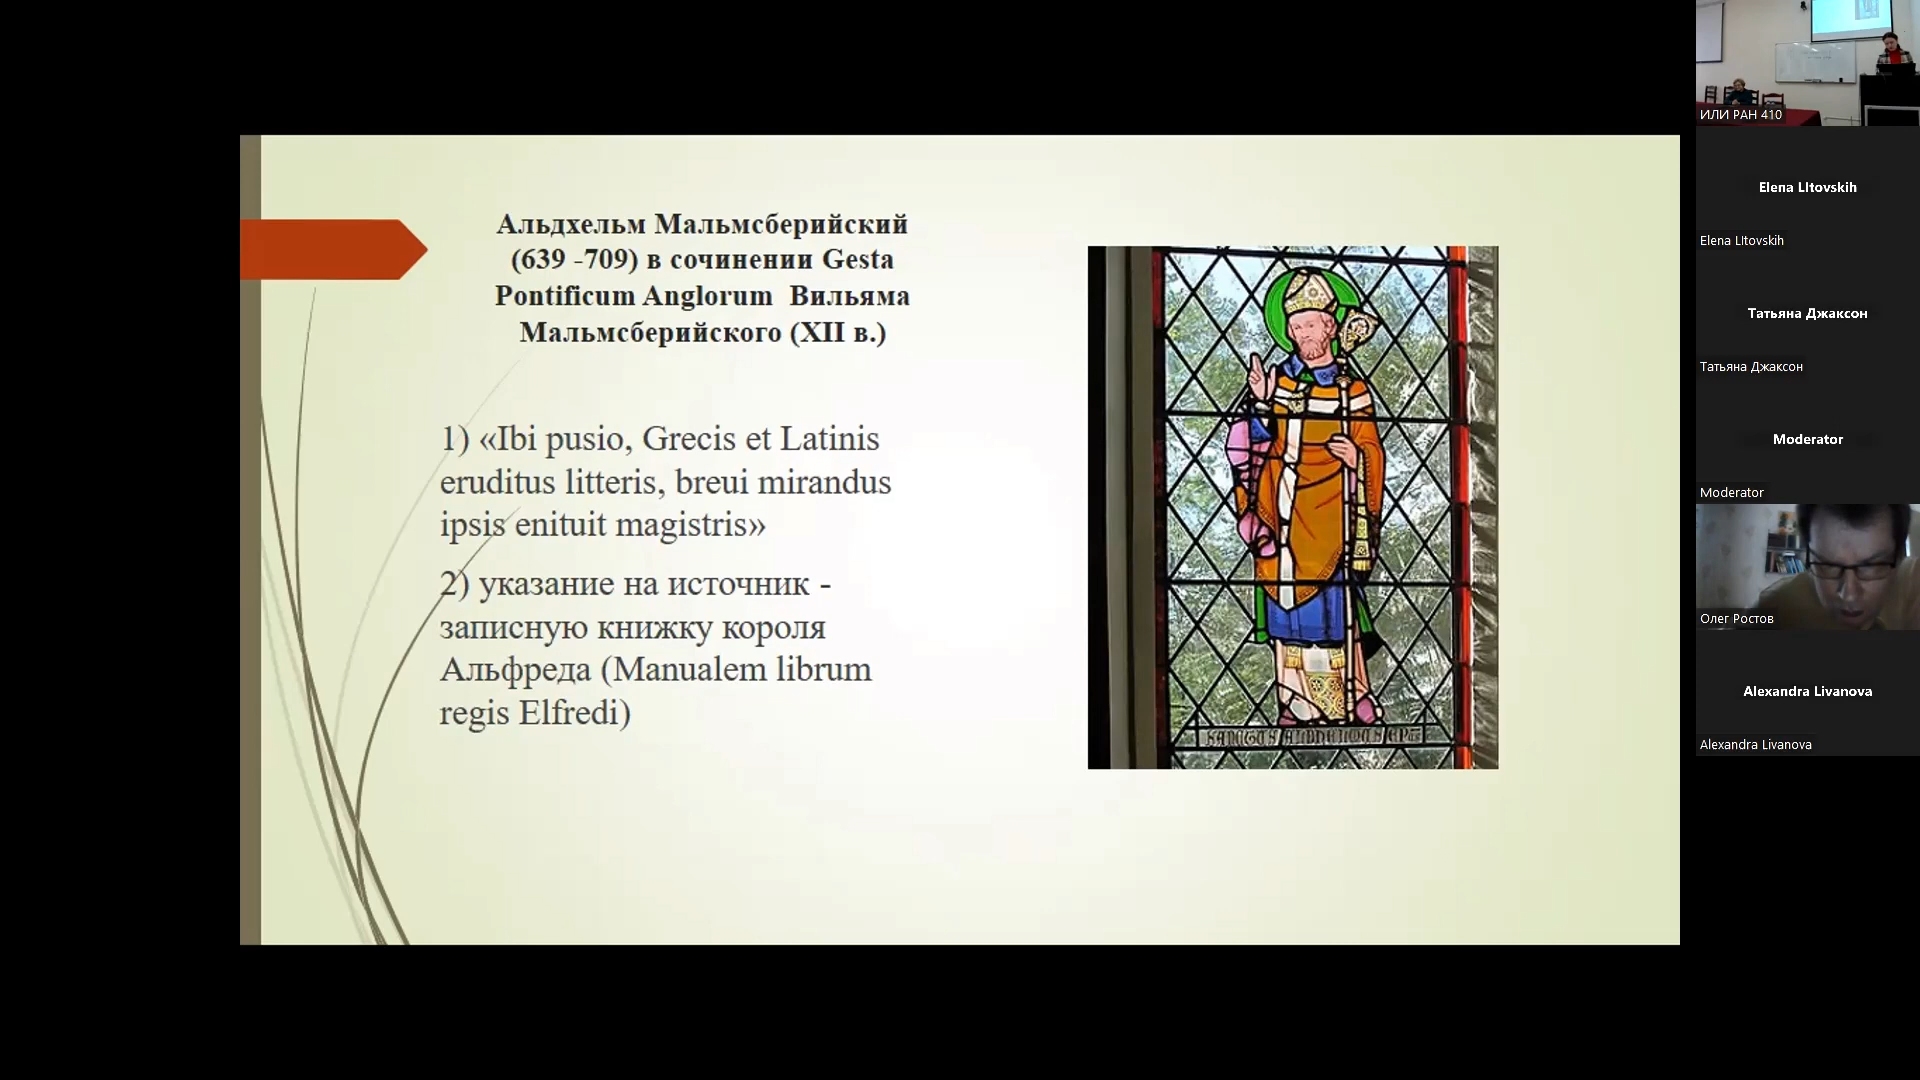 Альдхельм Мальмсберийский
(639 -709) в сочинении Gesta
Pontificum Anglorum Вильяма
Мальмсберийского (XII в.)
1) «Ibi pusio, Grecis et Latinis
eruditus litteris, breui mirandus
ipsis enituit magistris»
2) указание на источник -
записную книжку короля
Альфреда (Manualem librum
regis Elfredi)
ИЛИ РАН 410
Elena LItovskih
Elena LItovskih
Татьяна Джаксон
Татьяна Джаксон
Moderator
Moderator
Олег Ростов
Alexandra Livanova
Alexandra Livanova